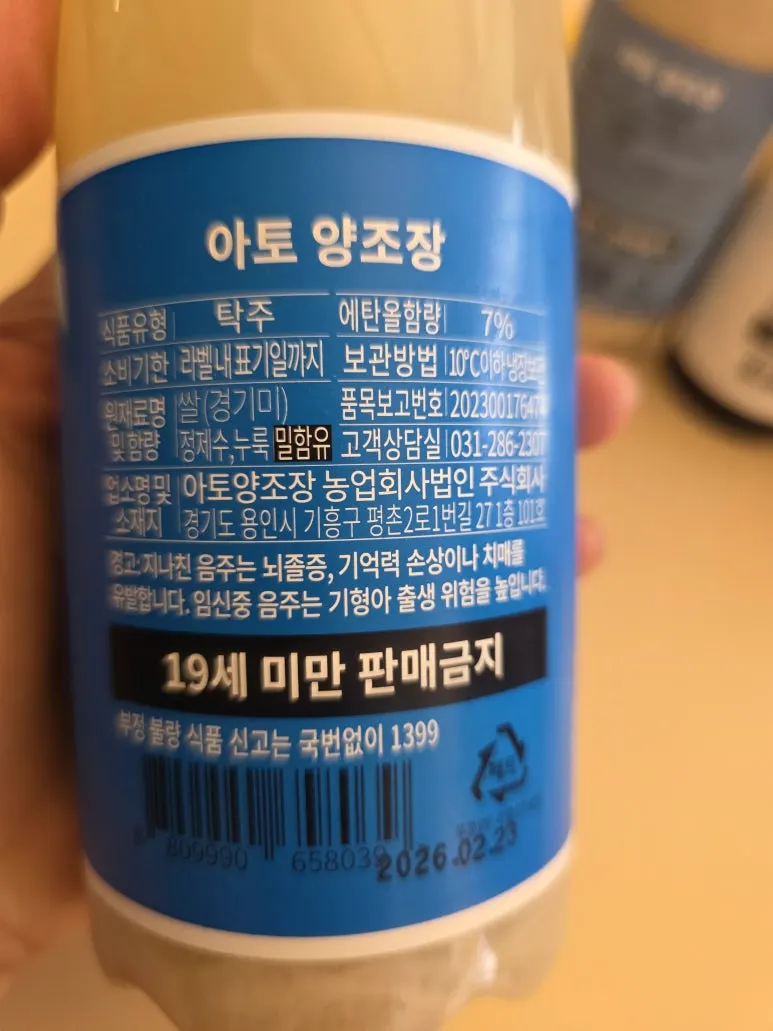 아토 양조장
식품유형 탁주 에탄올함량 7%
소비기한 라벨내 표기일까지 보관방법 10℃이하 냉장보관
원재료명 및 함량 쌀(경기미) 정제수,누룩 밀함유
품목보고번호
고객상담실 031-286-2307
업소명 및 소재지 아토양조장 농업회사법인 주식회사
경기도 용인시 기흥구 평촌2로1번길 27 1층 101호
경고: 지나친 음주는 뇌졸증, 기억력 손상이나 치매를
유발합니다. 임신중 음주는 기형아 출생 위험을 높입니다.
19세 미만 판매금지
부정 불량 식품 신고는 국번없이 1399
809990 658039
2026.02.23